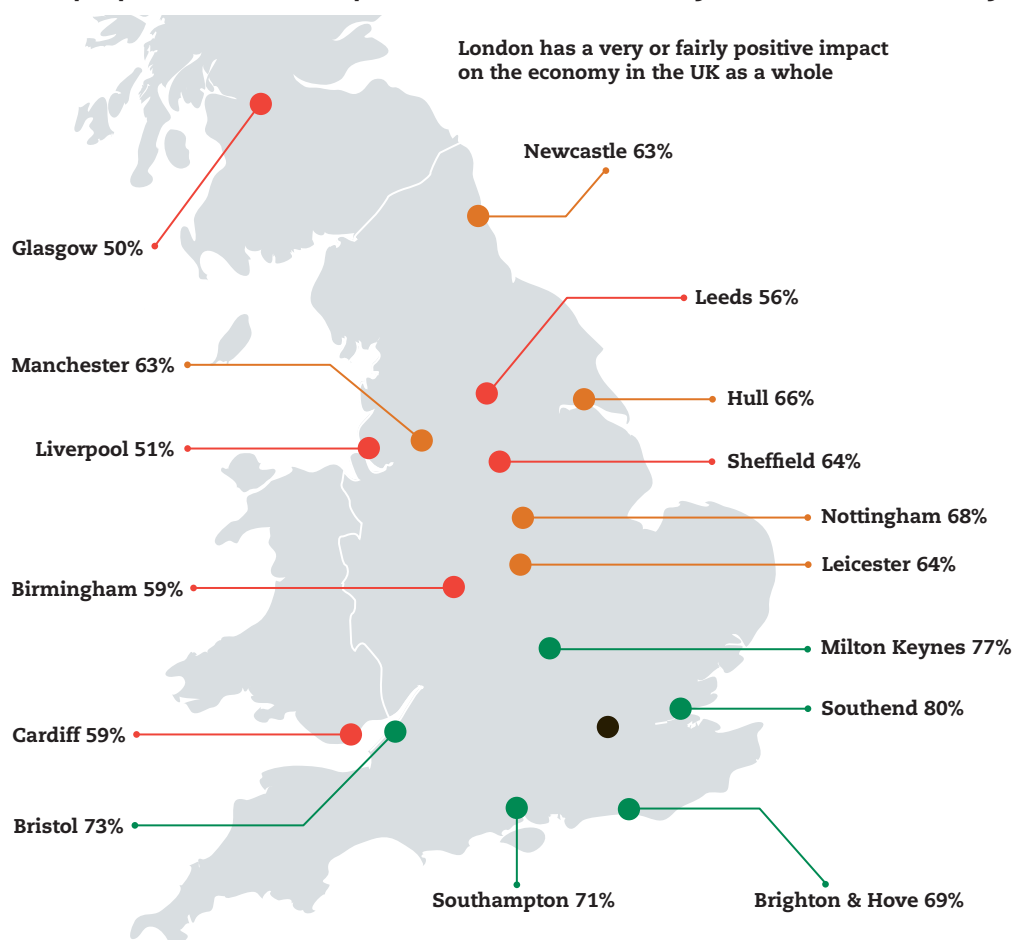 London has a very or fairly positive impact
on the economy in the UK as a whole
Newcastle 63%
Glasgow 50%
Leeds 56%
Manchester 63%
Hull 66%
Liverpool 51%
Sheffield 64%
Nottingham 68%
Leicester 64%
Birmingham 59%
Milton Keynes 77%
Southend 80%
Cardiff 59%
Bristol 73%
Southampton 71%
Brighton & Hove 69%